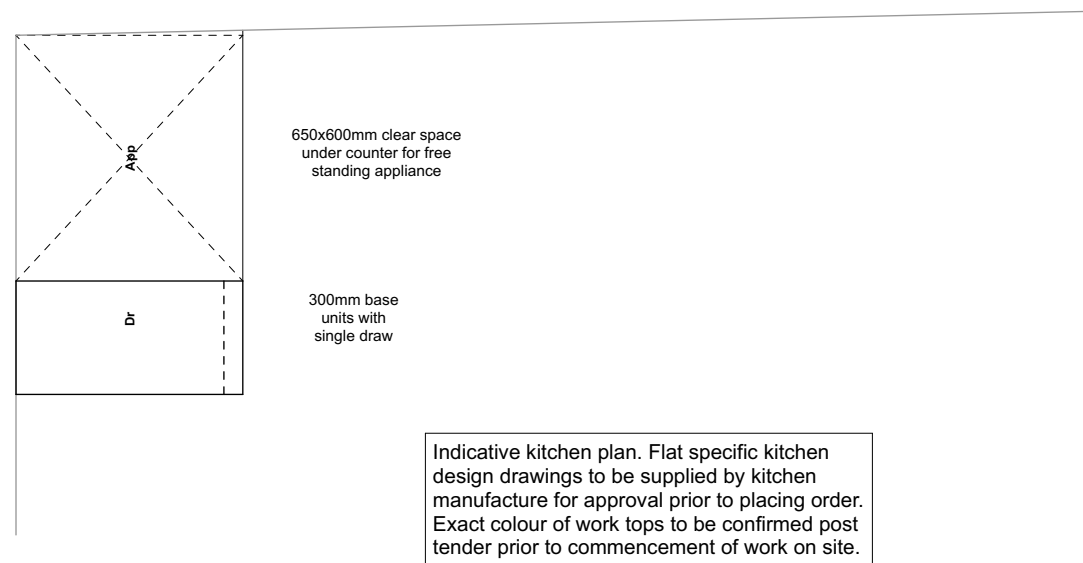 App
650x600mm clear space
under counter for free
standing appliance
Dr
300mm base
units with
single draw
Indicative kitchen plan. Flat specific kitchen
design drawings to be supplied by kitchen
manufacture for approval prior to placing order.
Exact colour of work tops to be confirmed post
tender prior to commencement of work on site.